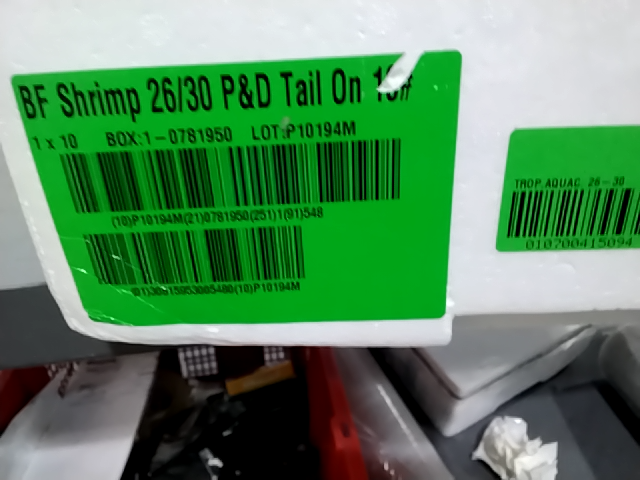 BF Shrimp 26/30 P&D Tail On
1 x 10 BOX:1-0781950 LOT:P10194M
(10)P10194M(21)0781950(251)1(91)548
TROP.AQUAC. 26-30
010700415094